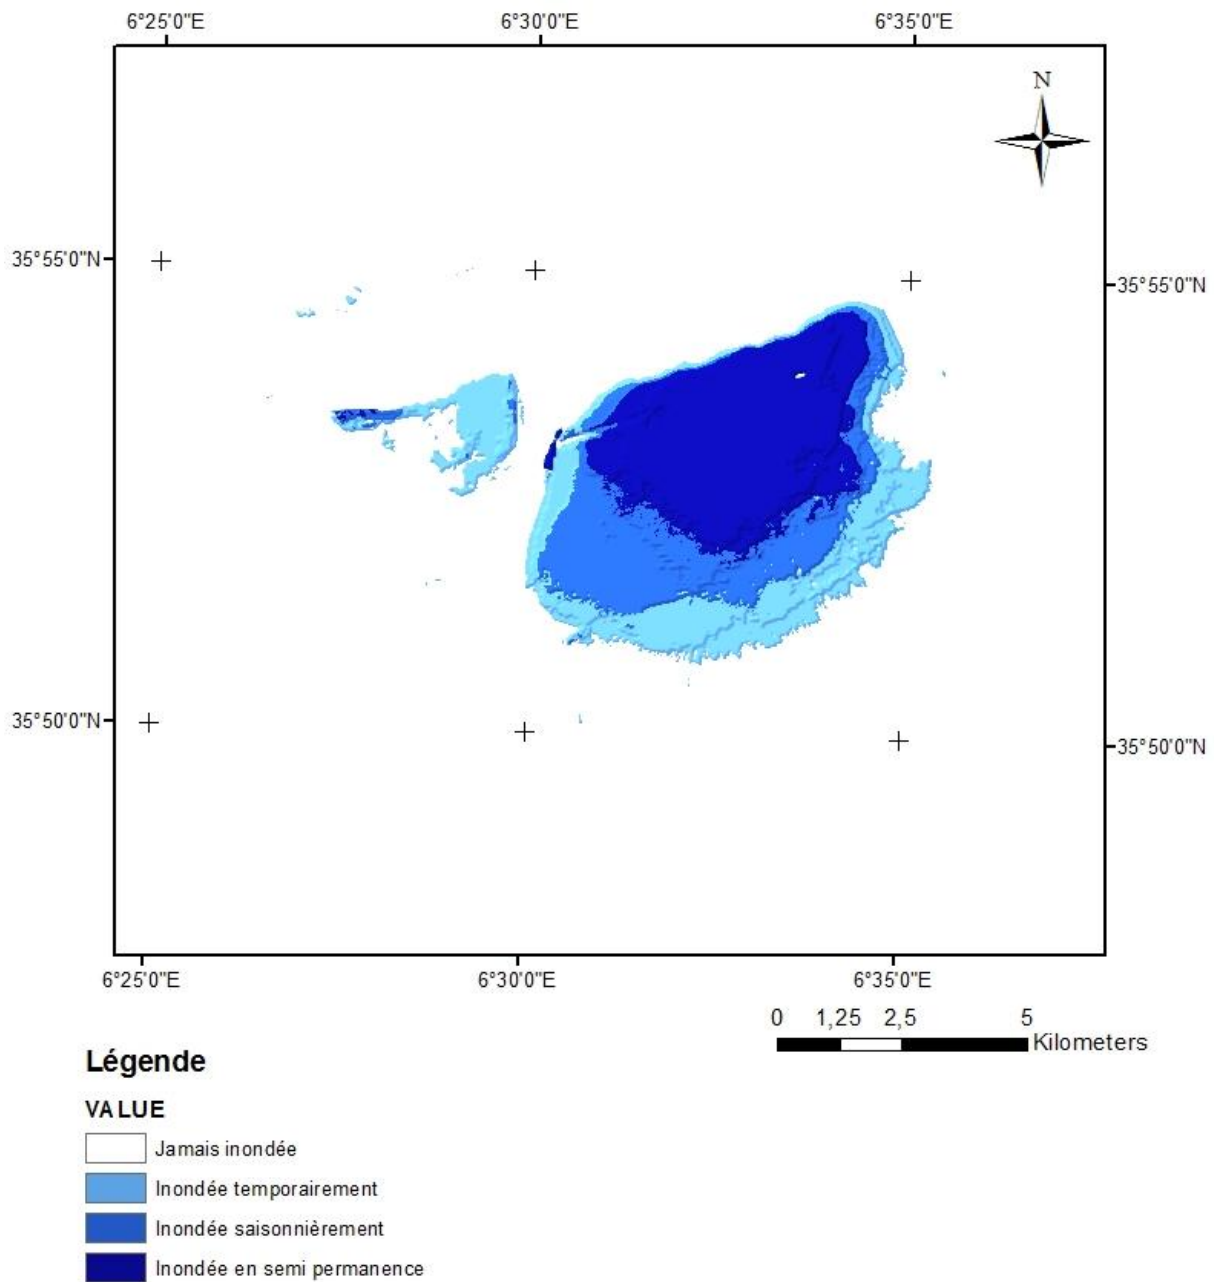 6°25'0"E 6°30'0"E 6°35'0"E
N
35°55'0"N
35°55'0"N
35°50'0"N
35°50'0"N
6°25'0"E 6°30'0"E 6°35'0"E
0 1,25 2,5 5
Kilometers
Légende
VALUE
Jamais inondée
Inondée temporairement
Inondée saisonnièrement
Inondée en semi permanence